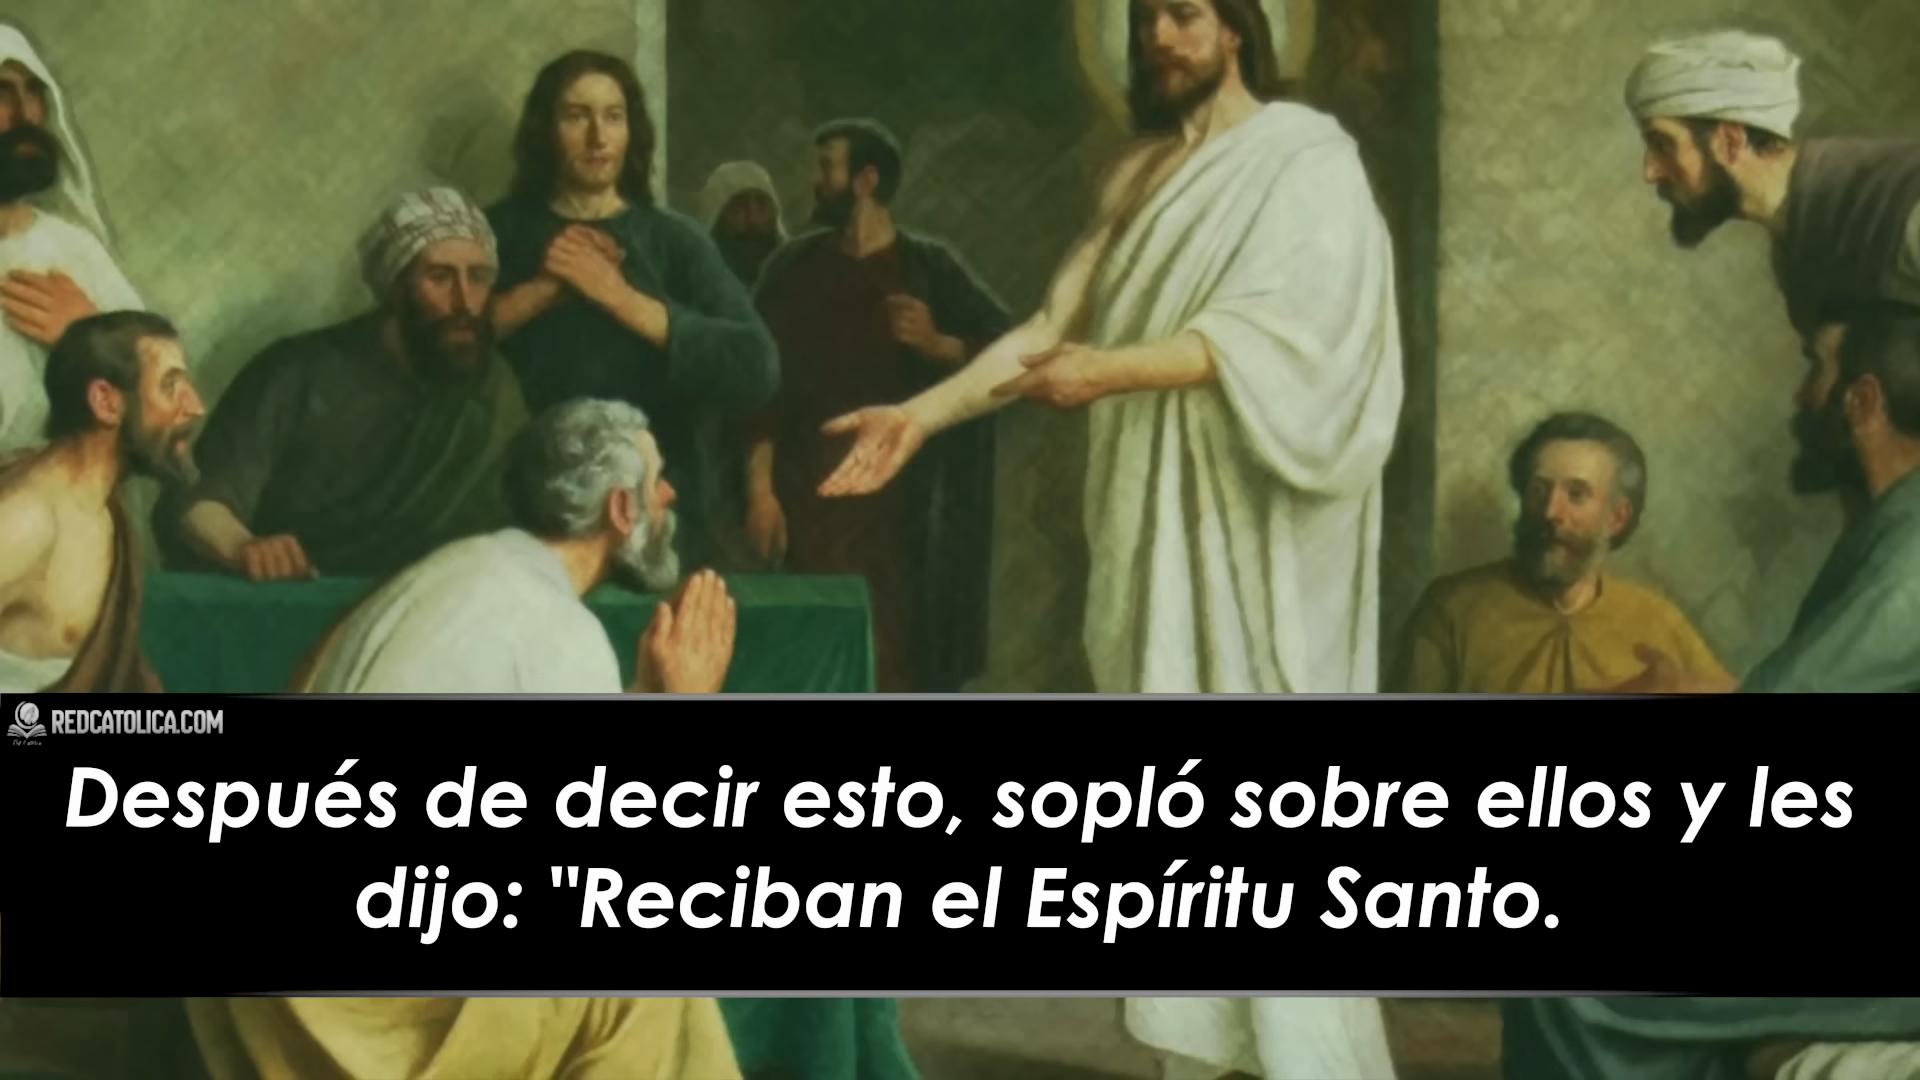 REDCATOLICA.COM
Después de decir esto, sopló sobre ellos y les
dijo: "Reciban el Espíritu Santo.